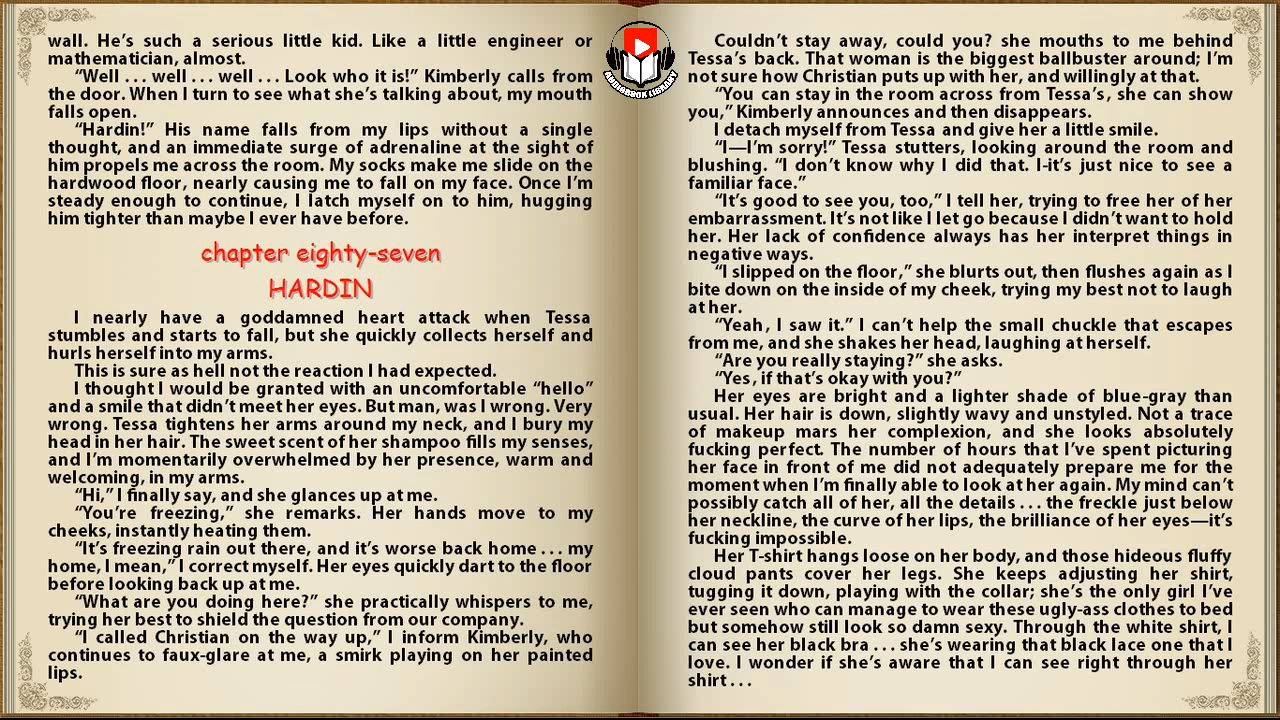 wall. He’s such a serious little kid. Like a little engineer or
mathematician, almost.
“Well . . . well . . . well . . . Look who it is!” Kimberly calls from
the door. When I turn to see what she’s talking about, my mouth
falls open.
“Hardin!” His name falls from my lips without a single
thought, and an immediate surge of adrenaline at the sight of
him propels me across the room. My socks make me slide on the
hardwood floor, nearly causing me to fall on my face. Once I’m
steady enough to continue, I latch myself on to him, hugging
him tighter than maybe I ever have before.
chapter eighty-seven
HARDIN
I nearly have a goddamned heart attack when Tessa
stumbles and starts to fall, but she quickly collects herself and
hurls herself into my arms.
This is sure as hell not the reaction I had expected.
I thought I would be granted with an uncomfortable “hello”
and a smile that didn’t meet her eyes. But man, was I wrong. Very
wrong. Tessa tightens her arms around my neck, and I bury my
head in her hair. The sweet scent of her shampoo fills my senses,
and I’m momentarily overwhelmed by her presence, warm and
welcoming, in my arms.
“Hi,” I finally say, and she glances up at me.
“You’re freezing,” she remarks. Her hands move to my
cheeks, instantly heating them.
“It’s freezing rain out there, and it’s worse back home . . . my
home, I mean,” I correct myself. Her eyes quickly dart to the floor
before looking back up at me.
“What are you doing here?” she practically whispers to me,
trying her best to shield the question from our company.
“I called Christian on the way up,” I inform Kimberly, who
continues to faux-glare at me, a smirk playing on her painted
lips.
AUDIOBOOK LIBRARY
Couldn’t stay away, could you? she mouths to me behind
Tessa’s back. That woman is the biggest ballbuster around; I’m
not sure how Christian puts up with her, and willingly at that.
“You can stay in the room across from Tessa’s, she can show
you,” Kimberly announces and then disappears.
I detach myself from Tessa and give her a little smile.
“I—I’m sorry!” Tessa stutters, looking around the room and
blushing. “I don’t know why I did that. I-it’s just nice to see a
familiar face.”
“It’s good to see you, too,” I tell her, trying to free her of her
embarrassment. It’s not like I let go because I didn’t want to hold
her. Her lack of confidence always has her interpret things in
negative ways.
“I slipped on the floor,” she blurts out, then flushes again as I
bite down on the inside of my cheek, trying my best not to laugh
at her.
“Yeah, I saw it.” I can’t help the small chuckle that escapes
from me, and she shakes her head, laughing at herself.
“Are you really staying?” she asks.
“Yes, if that’s okay with you?”
Her eyes are bright and a lighter shade of blue-gray than
usual. Her hair is down, slightly wavy and unstyled. Not a trace
of makeup mars her complexion, and she looks absolutely
fucking perfect. The number of hours that I’ve spent picturing
her face in front of me did not adequately prepare me for the
moment when I’m finally able to look at her again. My mind can’t
possibly catch all of her, all the details . . . the freckle just below
her neckline, the curve of her lips, the brilliance of her eyes—it’s
fucking impossible.
Her T-shirt hangs loose on her body, and those hideous fluffy
cloud pants cover her legs. She keeps adjusting her shirt,
tugging it down, playing with the collar; she’s the only girl I’ve
ever seen who can manage to wear these ugly-ass clothes to bed
but somehow still look so damn sexy. Through the white shirt, I
can see her black bra . . . she’s wearing that black lace one that I
love. I wonder if she’s aware that I can see right through her
shirt . . .